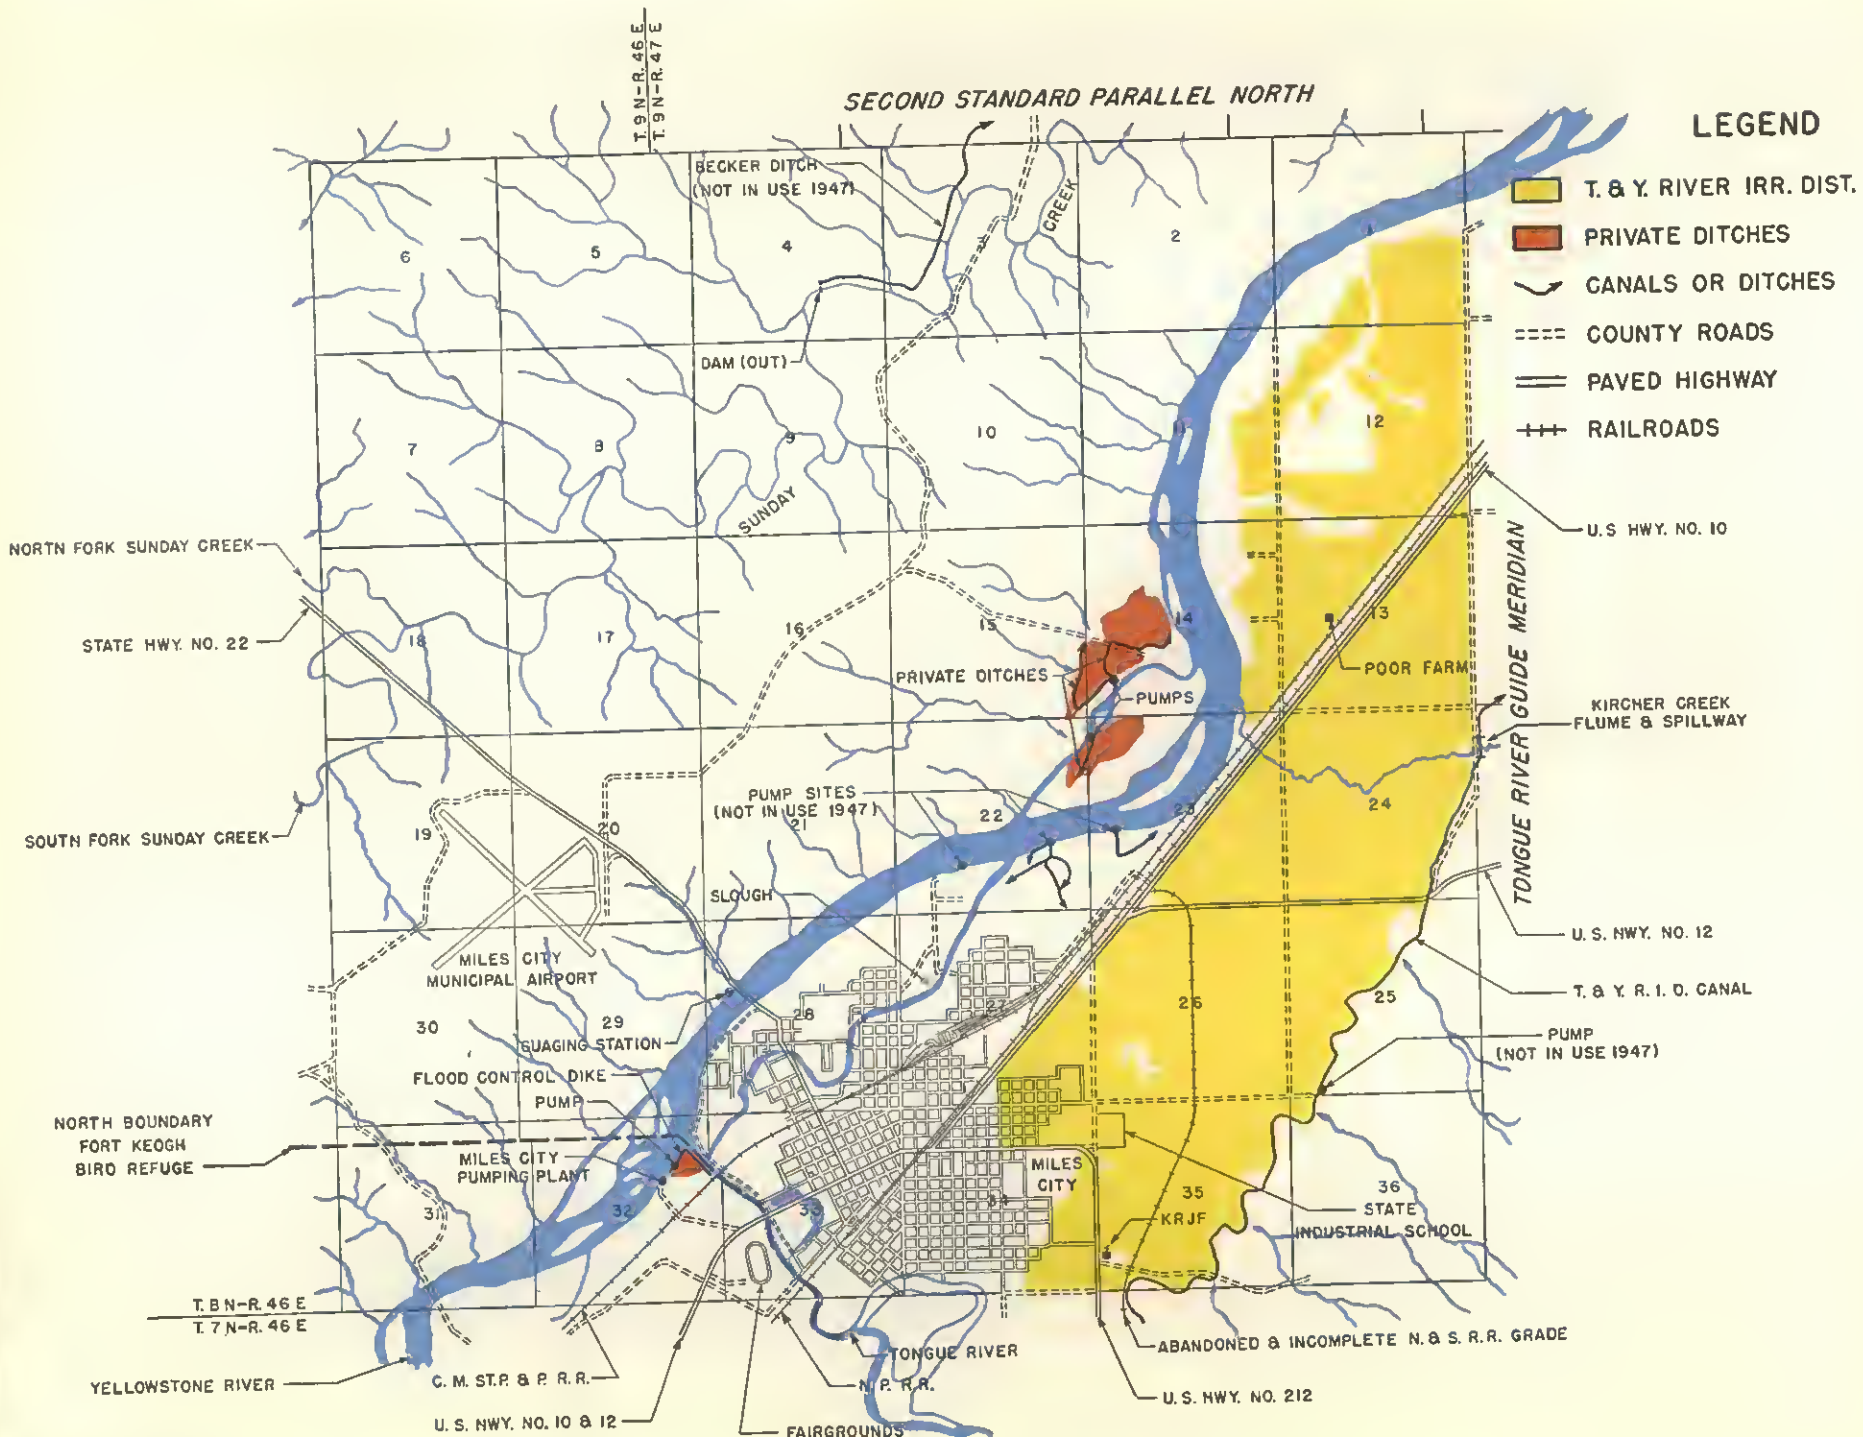 T. 9 N–R. 46 E
T. 9 N–R. 47 E
SECOND STANDARD PARALLEL NORTH
LEGEND
T. & Y. RIVER IRR. DIST.
PRIVATE DITCHES
CANALS OR DITCHES
COUNTY ROADS
PAVED HIGHWAY
RAILROADS
BECKER DITCH
(NOT IN USE 1947)
CREEK
6
5
4
3
2
DAM (OUT)
7
8
9
10
11
12
SUNDAY
NORTN FORK SUNDAY CREEK
STATE HWY. NO. 22
U.S HWY. NO. 10
TONGUE RIVER GUIDE MERIDIAN
18
17
16
15
14
13
PRIVATE DITCHES
PUMPS
POOR FARM
KIRCHER CREEK
FLUME & SPILLWAY
SOUTH FORK SUNDAY CREEK
PUMP SITES
(NOT IN USE 1947)
19
20
21
22
23
24
SLOUGH
MILES CITY
MUNICIPAL AIRPORT
U. S. NWY. NO. 12
T. & Y. R. I. D. CANAL
30
29
28
27
26
25
GUAGING STATION
PUMP
(NOT IN USE 1947)
FLOOD CONTROL DIKE
PUMP
NORTH BOUNDARY
FORT KEOGH
BIRD REFUGE
MILES CITY
PUMPING PLANT
MILES
CITY
31
32
33
34
35
36
STATE
INDUSTRIAL SCHOOL
KRJF
T. 8 N–R. 46 E
T. 7 N–R. 46 E
YELLOWSTONE RIVER
C. M. ST. P. & P. R. R.
U. S. NWY. NO. 10 & 12
FAIRGROUNDS
N. P. R. R.
TONGUE RIVER
ABANDONED & INCOMPLETE N. & S. R. R. GRADE
U. S. HWY. NO. 212